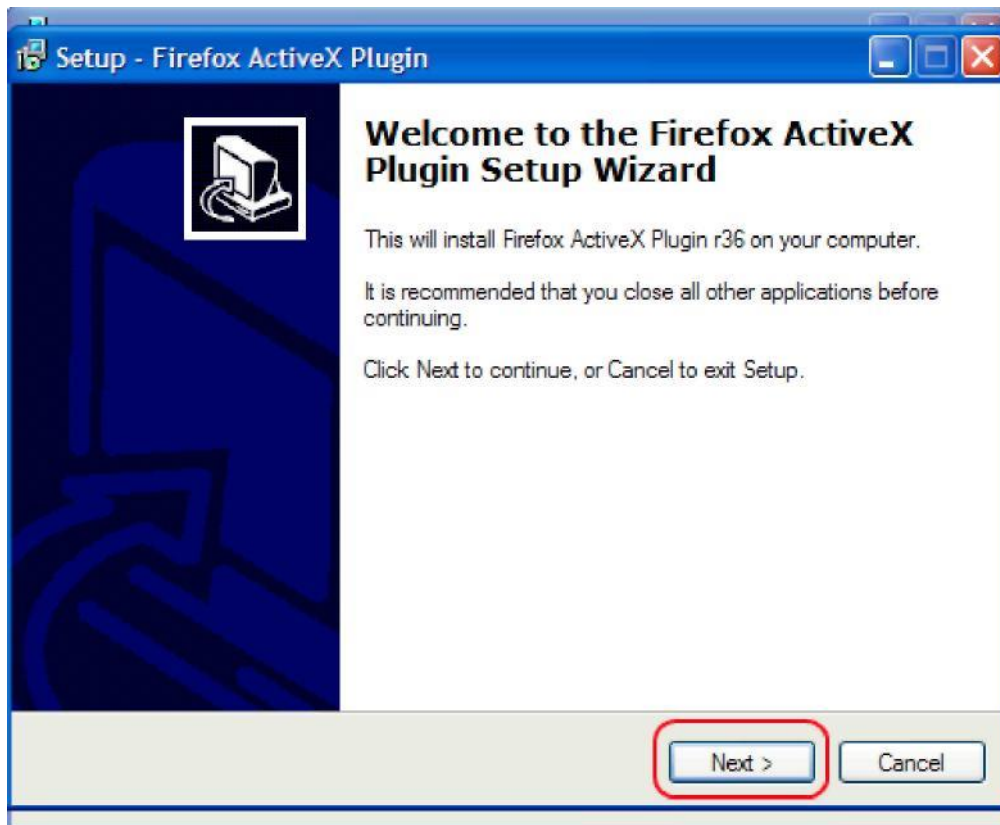 Setup - Firefox ActiveX Plugin
Welcome to the Firefox ActiveX
Plugin Setup Wizard
This will install Firefox ActiveX Plugin r36 on your computer.
It is recommended that you close all other applications before
continuing.
Click Next to continue, or Cancel to exit Setup.
Next >
Cancel